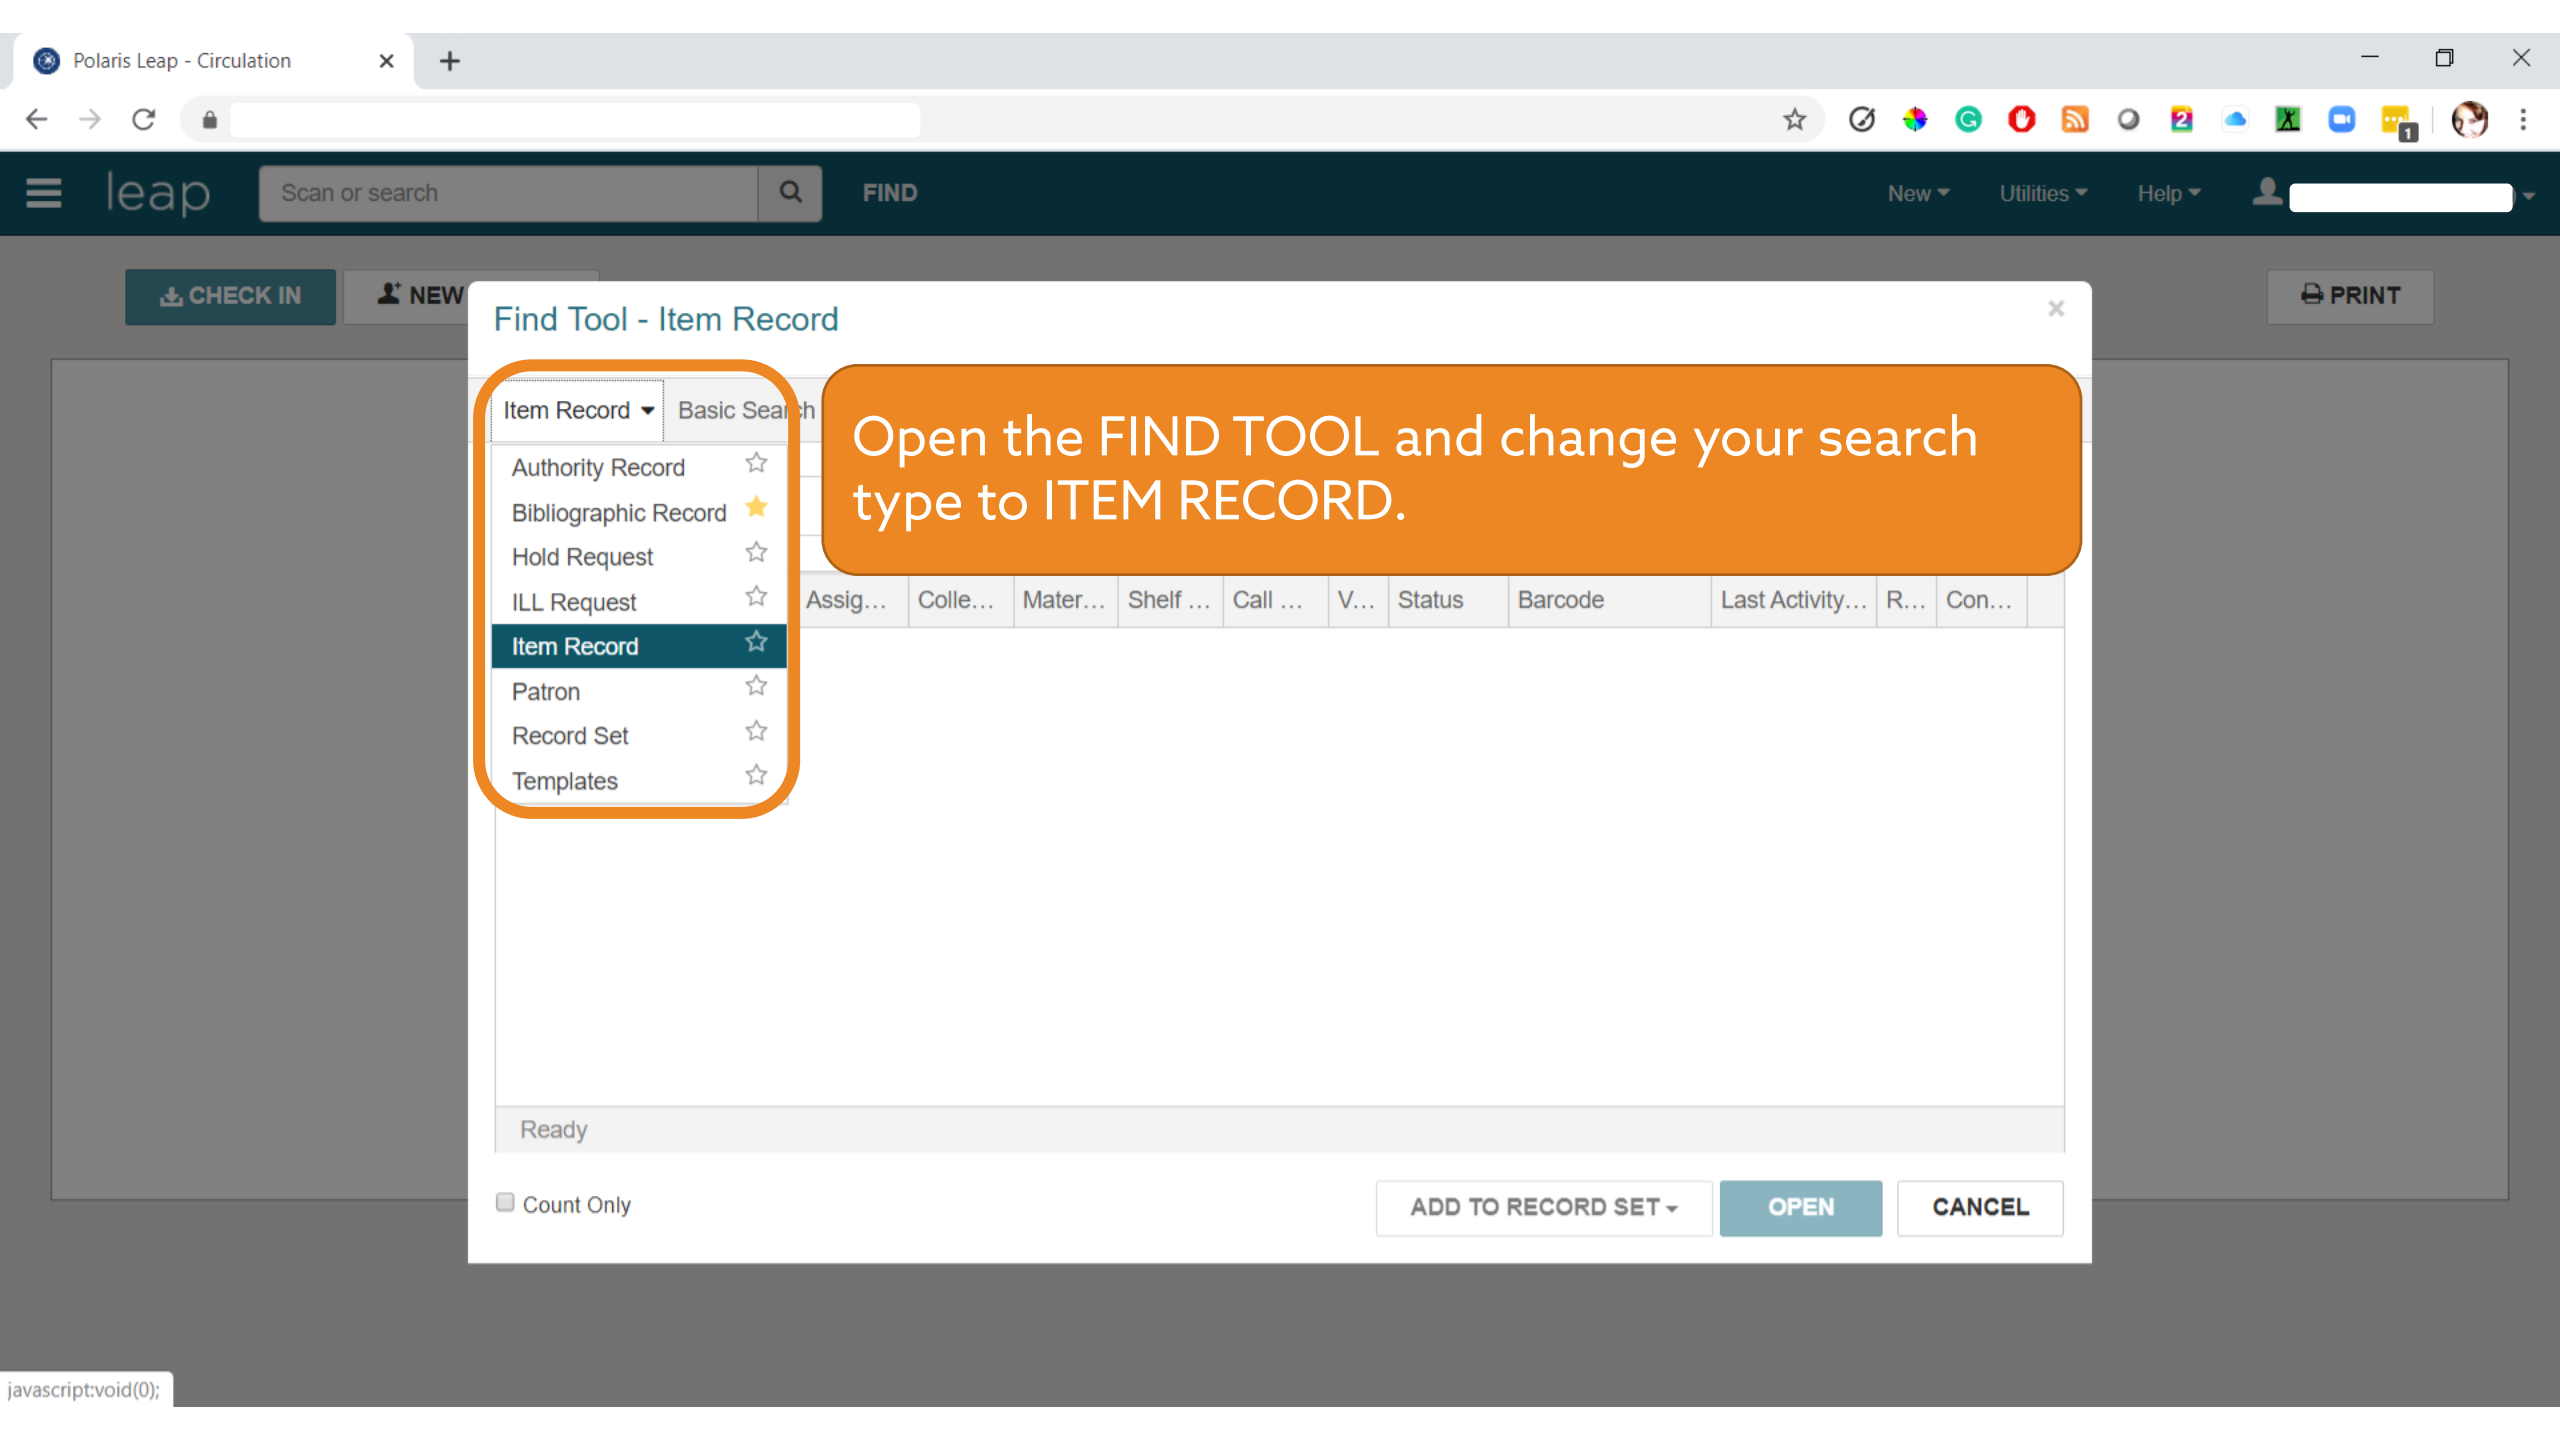 Polaris Leap - Circulation
1
leap
Scan or search
FIND
New
Utilities
Help
CHECK IN
NEW
PRINT
Find Tool - Item Record
Item Record
Basic Search
Open the FIND TOOL and change your search
type to ITEM RECORD.
Authority Record
Bibliographic Record
Hold Request
ILL Request
Item Record
Patron
Record Set
Templates
Assig... Colle... Mater... Shelf ... Call ... V... Status Barcode Last Activity... R... Con...
Ready
Count Only
ADD TO RECORD SET
OPEN
CANCEL
javascript:void(0);